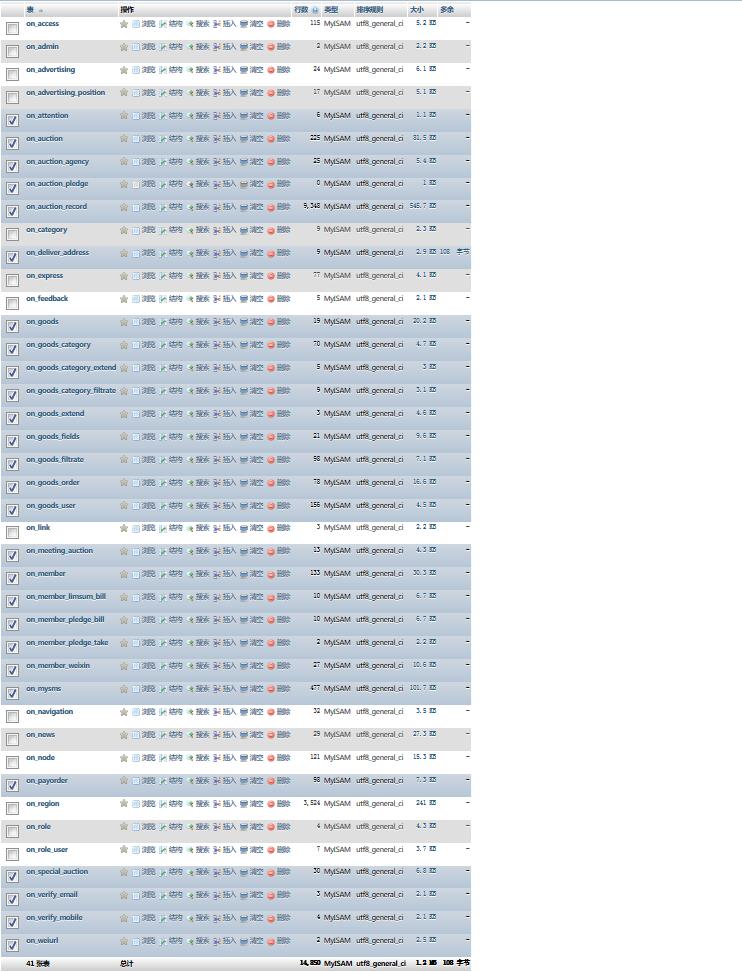 表 操作 行数 类型 排序规则 大小 多余
on_access 浏览 结构 搜索 插入 清空 删除 115 MyISAM utf8_general_ci 5.2 KB -
on_admin 浏览 结构 搜索 插入 清空 删除 2 MyISAM utf8_general_ci 2.2 KB -
on_advertising 浏览 结构 搜索 插入 清空 删除 24 MyISAM utf8_general_ci 6.1 KB -
on_advertising_position 浏览 结构 搜索 插入 清空 删除 17 MyISAM utf8_general_ci 5.1 KB -
on_attention 浏览 结构 搜索 插入 清空 删除 6 MyISAM utf8_general_ci 1.1 KB -
on_auction 浏览 结构 搜索 插入 清空 删除 225 MyISAM utf8_general_ci 31.5 KB -
on_auction_agency 浏览 结构 搜索 插入 清空 删除 25 MyISAM utf8_general_ci 5.4 KB -
on_auction_pledge 浏览 结构 搜索 插入 清空 删除 0 MyISAM utf8_general_ci 1 KB -
on_auction_record 浏览 结构 搜索 插入 清空 删除 9,348 MyISAM utf8_general_ci 545.7 KB -
on_category 浏览 结构 搜索 插入 清空 删除 9 MyISAM utf8_general_ci 2.3 KB -
on_deliver_address 浏览 结构 搜索 插入 清空 删除 9 MyISAM utf8_general_ci 2.9 KB 108 字节
on_express 浏览 结构 搜索 插入 清空 删除 77 MyISAM utf8_general_ci 4.1 KB -
on_feedback 浏览 结构 搜索 插入 清空 删除 5 MyISAM utf8_general_ci 2.1 KB -
on_goods 浏览 结构 搜索 插入 清空 删除 19 MyISAM utf8_general_ci 20.2 KB -
on_goods_category 浏览 结构 搜索 插入 清空 删除 70 MyISAM utf8_general_ci 4.7 KB -
on_goods_category_extend 浏览 结构 搜索 插入 清空 删除 5 MyISAM utf8_general_ci 3 KB -
on_goods_category_filtrate 浏览 结构 搜索 插入 清空 删除 9 MyISAM utf8_general_ci 3.1 KB -
on_goods_extend 浏览 结构 搜索 插入 清空 删除 3 MyISAM utf8_general_ci 4.6 KB -
on_goods_fields 浏览 结构 搜索 插入 清空 删除 21 MyISAM utf8_general_ci 9.6 KB -
on_goods_filtrate 浏览 结构 搜索 插入 清空 删除 98 MyISAM utf8_general_ci 7.1 KB -
on_goods_order 浏览 结构 搜索 插入 清空 删除 78 MyISAM utf8_general_ci 16.6 KB -
on_goods_user 浏览 结构 搜索 插入 清空 删除 156 MyISAM utf8_general_ci 4.5 KB -
on_link 浏览 结构 搜索 插入 清空 删除 3 MyISAM utf8_general_ci 2.2 KB -
on_meeting_auction 浏览 结构 搜索 插入 清空 删除 13 MyISAM utf8_general_ci 4.3 KB -
on_member 浏览 结构 搜索 插入 清空 删除 133 MyISAM utf8_general_ci 30.3 KB -
on_member_limsum_bill 浏览 结构 搜索 插入 清空 删除 10 MyISAM utf8_general_ci 6.7 KB -
on_member_pledge_bill 浏览 结构 搜索 插入 清空 删除 10 MyISAM utf8_general_ci 6.7 KB -
on_member_pledge_take 浏览 结构 搜索 插入 清空 删除 2 MyISAM utf8_general_ci 2.2 KB -
on_member_weixin 浏览 结构 搜索 插入 清空 删除 27 MyISAM utf8_general_ci 10.6 KB -
on_mysms 浏览 结构 搜索 插入 清空 删除 477 MyISAM utf8_general_ci 101.7 KB -
on_navigation 浏览 结构 搜索 插入 清空 删除 32 MyISAM utf8_general_ci 3.5 KB -
on_news 浏览 结构 搜索 插入 清空 删除 29 MyISAM utf8_general_ci 27.3 KB -
on_node 浏览 结构 搜索 插入 清空 删除 121 MyISAM utf8_general_ci 15.3 KB -
on_payorder 浏览 结构 搜索 插入 清空 删除 98 MyISAM utf8_general_ci 7.3 KB -
on_region 浏览 结构 搜索 插入 清空 删除 3,524 MyISAM utf8_general_ci 241 KB -
on_role 浏览 结构 搜索 插入 清空 删除 4 MyISAM utf8_general_ci 4.3 KB -
on_role_user 浏览 结构 搜索 插入 清空 删除 7 MyISAM utf8_general_ci 3.7 KB -
on_special_auction 浏览 结构 搜索 插入 清空 删除 30 MyISAM utf8_general_ci 6.8 KB -
on_verify_email 浏览 结构 搜索 插入 清空 删除 3 MyISAM utf8_general_ci 2.1 KB -
on_verify_mobile 浏览 结构 搜索 插入 清空 删除 4 MyISAM utf8_general_ci 2.1 KB -
on_weiurl 浏览 结构 搜索 插入 清空 删除 2 MyISAM utf8_general_ci 2.5 KB -
41 张表 总计 14,850 MyISAM utf8_general_ci 1.2 MB 108 字节